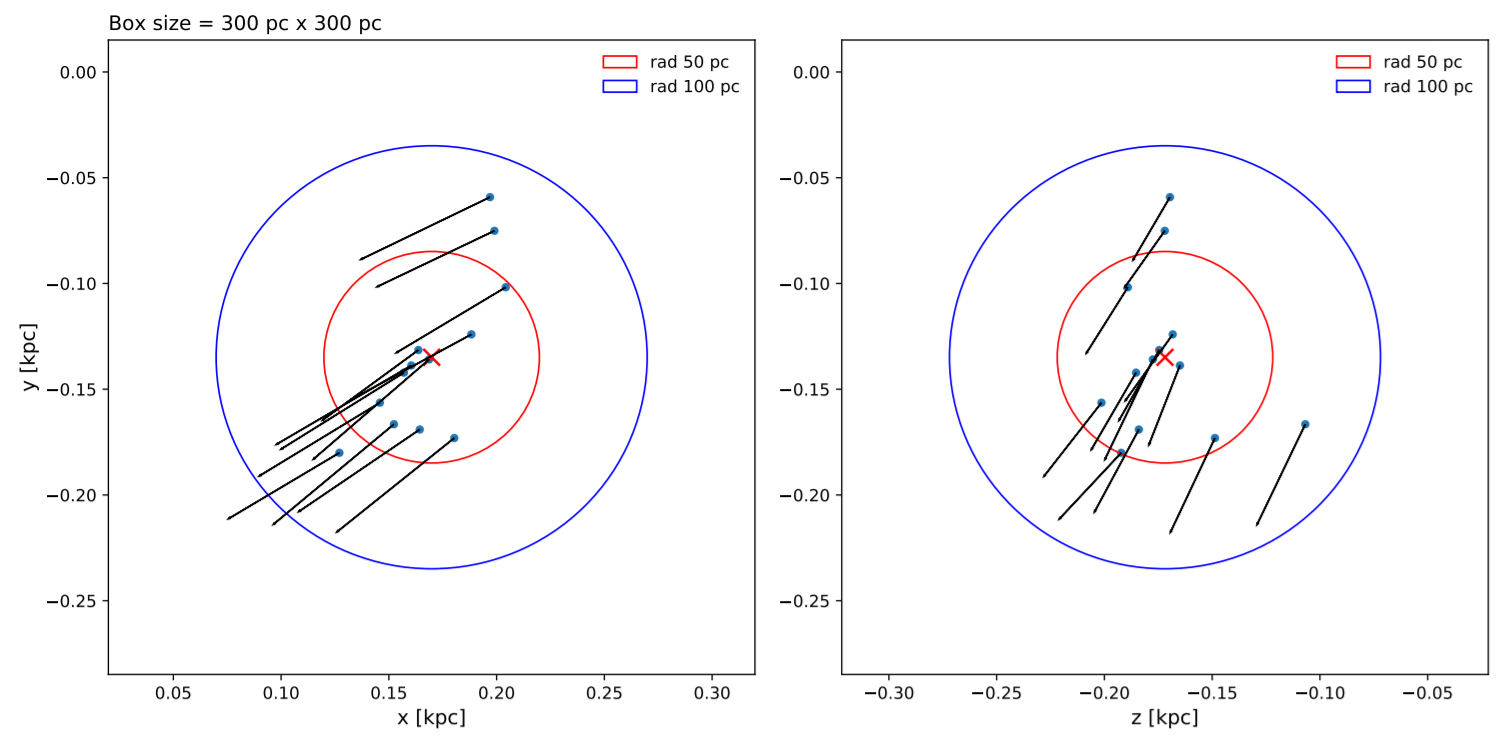 Box size = 300 pc x 300 pc
rad 50 pc
rad 100 pc
0.00
−0.05
−0.10
−0.15
−0.20
−0.25
y [kpc]
0.05 0.10 0.15 0.20 0.25 0.30
x [kpc]
rad 50 pc
rad 100 pc
0.00
−0.05
−0.10
−0.15
−0.20
−0.25
−0.30 −0.25 −0.20 −0.15 −0.10 −0.05
z [kpc]